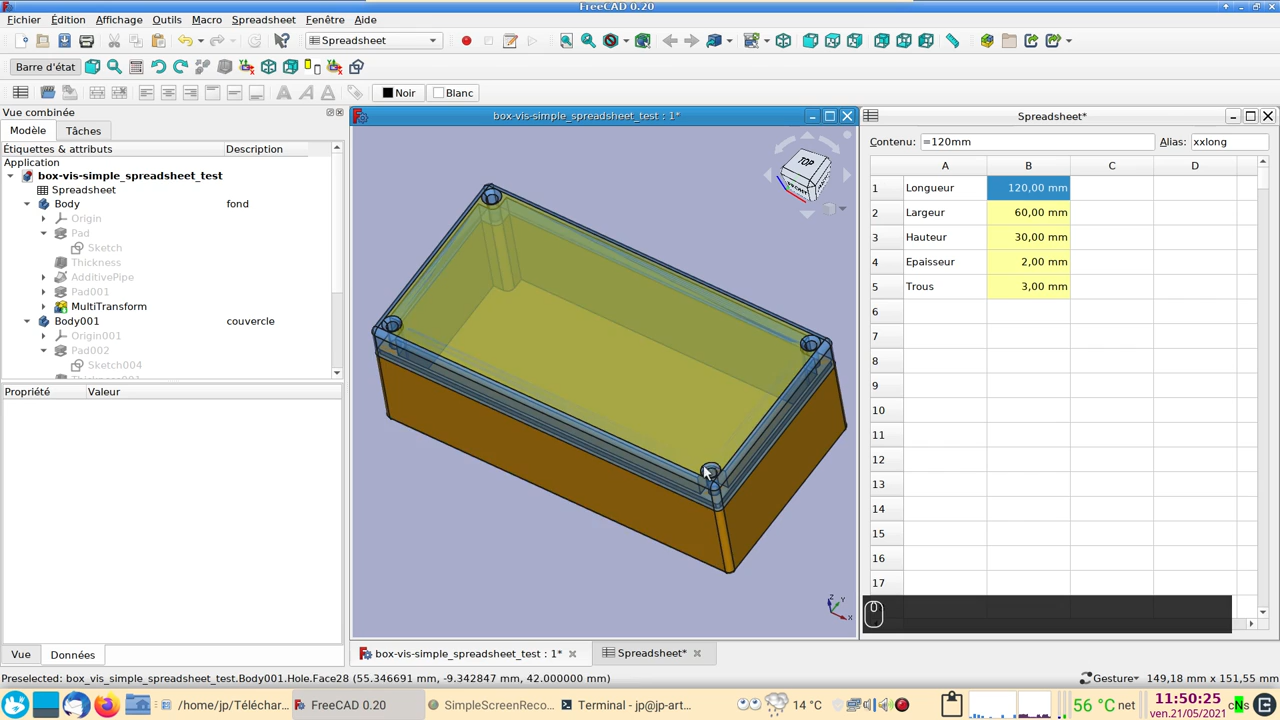 FreeCAD 0.20
Fichier Édition Affichage Outils Macro Spreadsheet Fenêtre Aide
Spreadsheet
Barre d'état
Noir Blanc
Vue combinée
box-vis-simple_spreadsheet_test : 1*
Spreadsheet*
Modèle Tâches
Contenu: =120mm Alias: xxlong
Étiquettes & attributs Description
Application
box-vis-simple_spreadsheet_test
Spreadsheet
Body fond
Origin
Pad
Sketch
Thickness
AdditivePipe
Pad001
MultiTransform
Body001 couvercle
Origin001
Pad002
Sketch004
Propriété Valeur
TOP
Z Y X
A B C D
1 Longueur 120,00 mm
2 Largeur 60,00 mm
3 Hauteur 30,00 mm
4 Epaisseur 2,00 mm
5 Trous 3,00 mm
6
7
8
9
10
11
12
13
14
15
16
17
Vue Données
box-vis-simple_spreadsheet_test : 1* Spreadsheet*
Preselected: box_vis_simple_spreadsheet_test.Body001.Hole.Face28 (55.346691 mm, -9.342847 mm, 42.000000 mm)
Gesture 149,18 mm x 151,55 mm
/home/jp/Téléchar... FreeCAD 0.20 SimpleScreenReco... Terminal - jp@jp-art...
14 °C
A
56 °C net
11:50:25
ven.21/05/2021